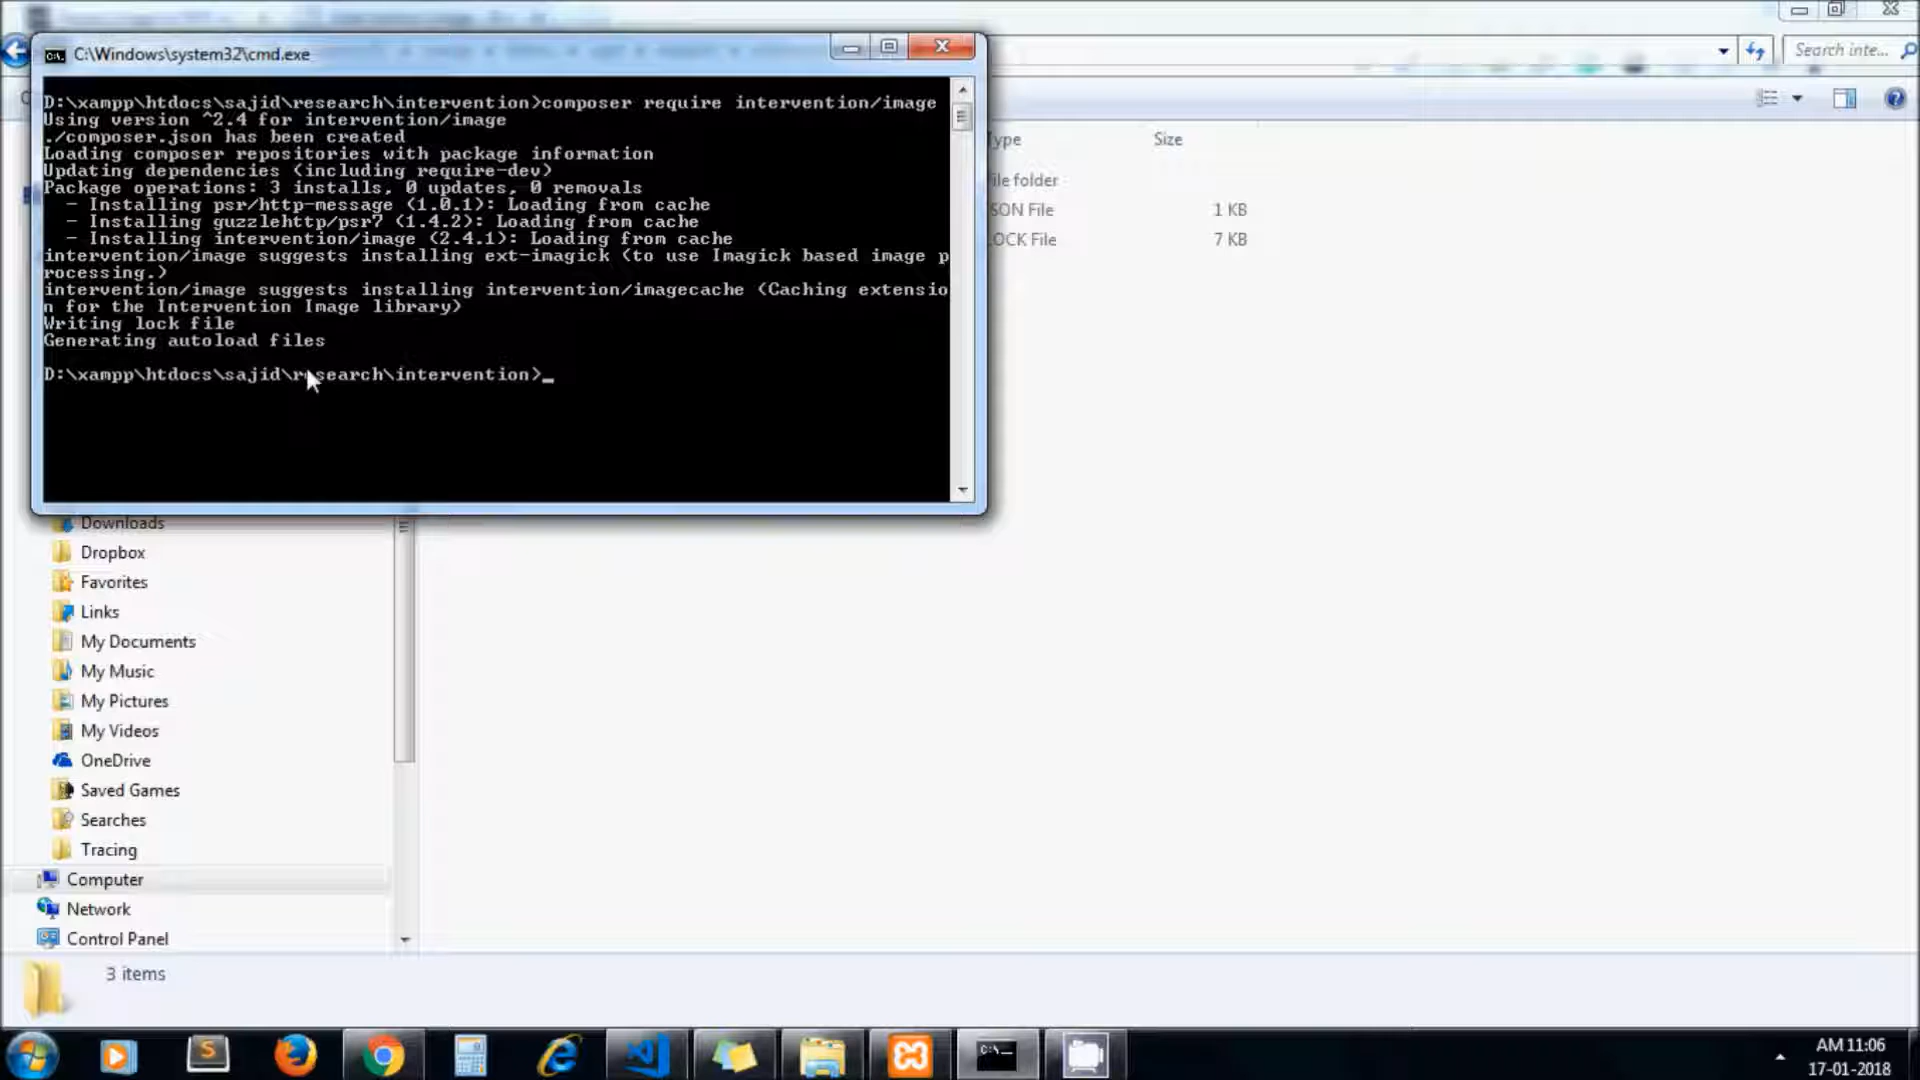 C:\Windows\system32\cmd.exe
Search inte...
D:\xampp\htdocs\sajid\research\intervention>composer require intervention/image
Using version ^2.4 for intervention/image
./composer.json has been created
Loading composer repositories with package information
Updating dependencies (including require-dev)
Package operations: 3 installs, 0 updates, 0 removals
- Installing psr/http-message (1.0.1): Loading from cache
- Installing guzzlehttp/psr7 (1.4.2): Loading from cache
- Installing intervention/image (2.4.1): Loading from cache
intervention/image suggests installing ext-imagick (to use Imagick based image p
rocessing.)
intervention/image suggests installing intervention/imagecache (Caching extensio
n for the Intervention Image library)
Writing lock file
Generating autoload files
D:\xampp\htdocs\sajid\research\intervention>_
Type Size
File folder
SON File 1 KB
OCK File 7 KB
Downloads
Dropbox
Favorites
Links
My Documents
My Music
My Pictures
My Videos
OneDrive
Saved Games
Searches
Tracing
Computer
Network
Control Panel
3 items
AM 11:06
17-01-2018